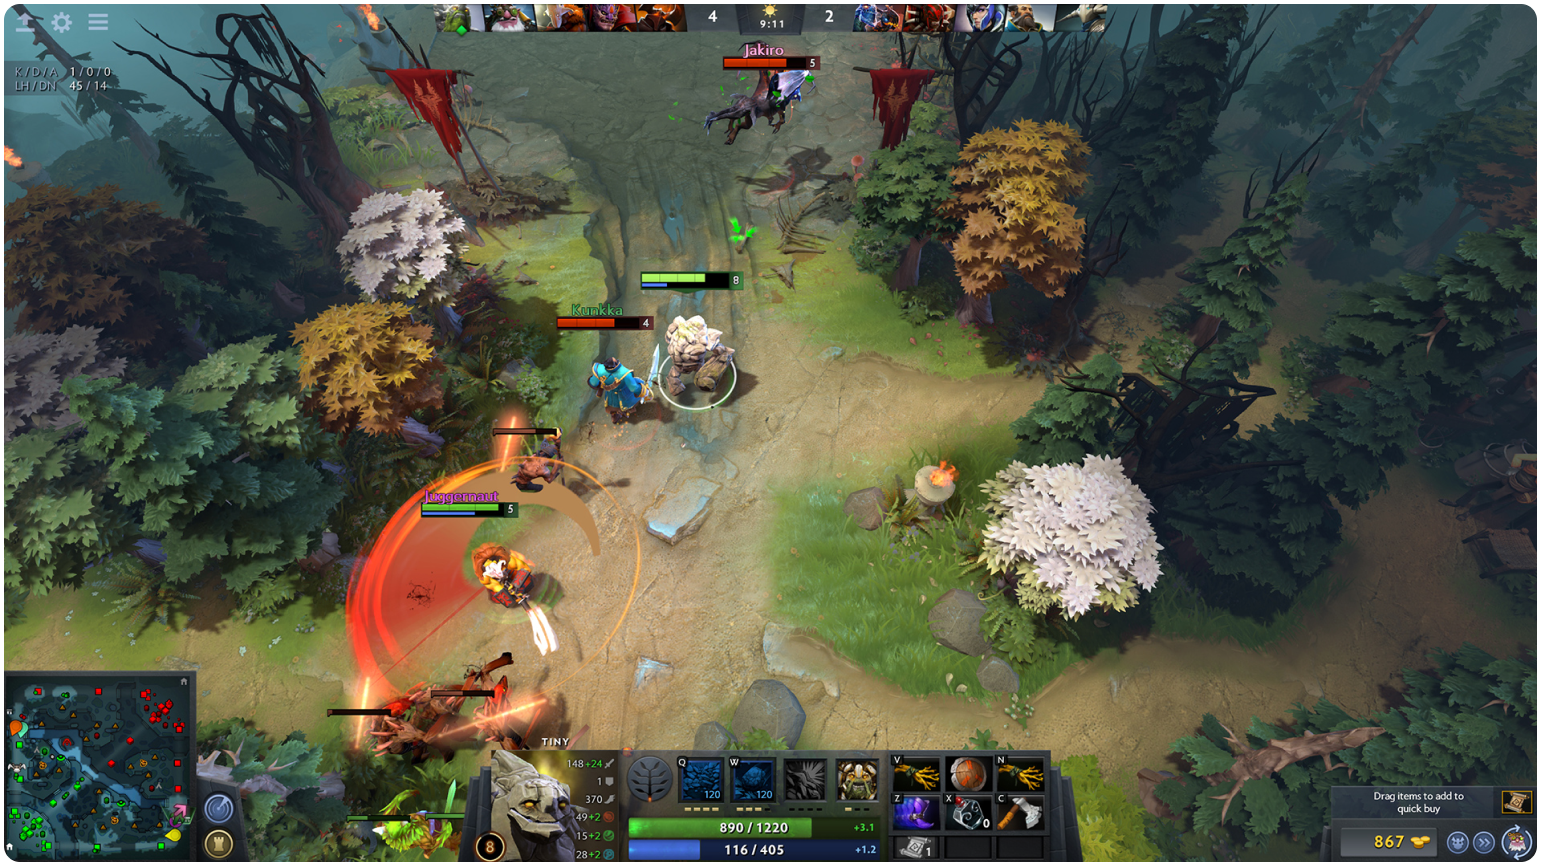 4
9:11
2
K / D / A 1 / 0 / 0
LH / DN 45 / 14
Jakiro
5
8
Kunkka
4
Juggernaut
5
TINY
148+24
1
370
49+2
15+2
28+2
8
Q
120
W
120
890 / 1220
+3.1
116 / 405
+1.2
V
N
Z
X
0
C
1
Drag items to add to
quick buy
867